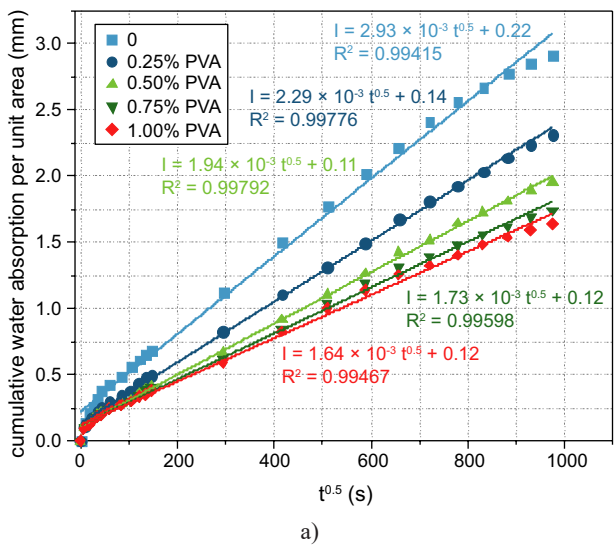 cumulative water absorption per unit area (mm)
3.0
2.5
2.0
1.5
1.0
0.5
0.0
0
0.25% PVA
0.50% PVA
0.75% PVA
1.00% PVA
I = 2.93 × 10⁻³ t⁰·⁵ + 0.22
R² = 0.99415
I = 2.29 × 10⁻³ t⁰·⁵ + 0.14
R² = 0.99776
I = 1.94 × 10⁻³ t⁰·⁵ + 0.11
R² = 0.99792
I = 1.73 × 10⁻³ t⁰·⁵ + 0.12
R² = 0.99598
I = 1.64 × 10⁻³ t⁰·⁵ + 0.12
R² = 0.99467
0 200 400 600 800 1000
t⁰·⁵ (s)
a)